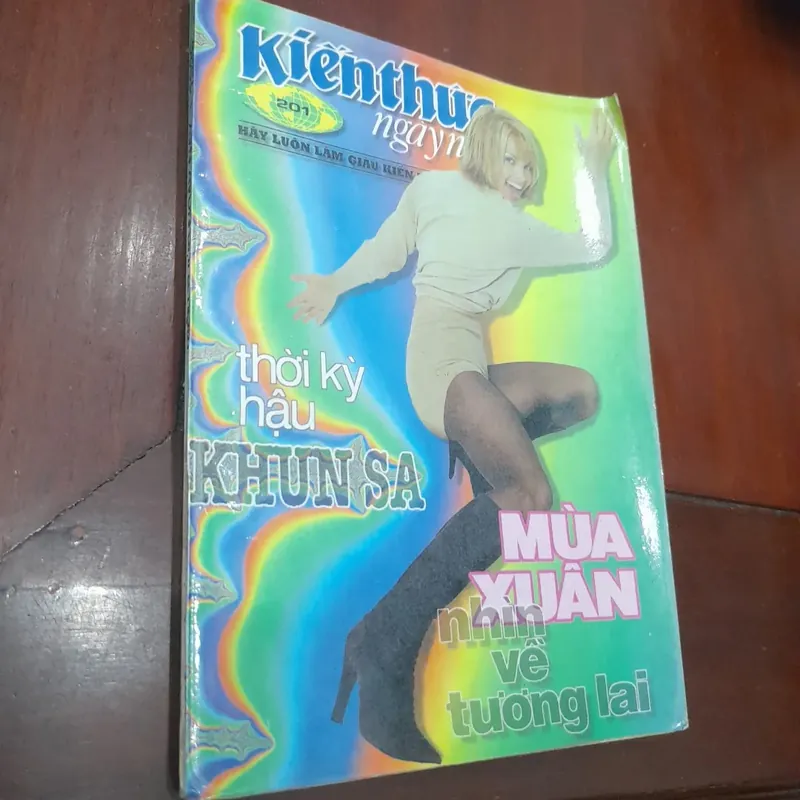 Kiến thức
ngày n
201
HÃY LUÔN LÀM GIÀU KIẾN
thời kỳ
hậu
KHUN SA
MÙA
XUÂN
nhìn
về
tương lai